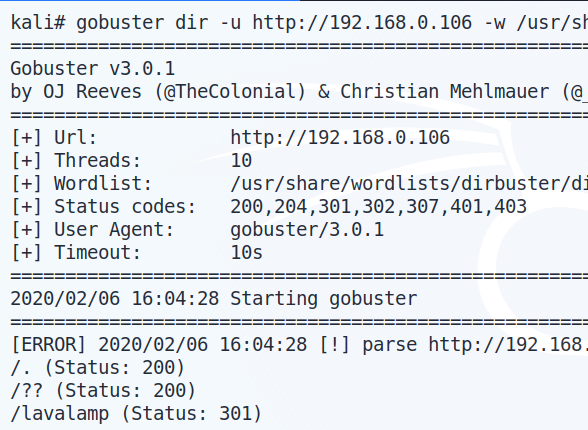 kali# gobuster dir -u http://192.168.0.106 -w /usr/sh
===============================================================
Gobuster v3.0.1
by OJ Reeves (@TheColonial) & Christian Mehlmauer (@_
===============================================================
[+] Url:            http://192.168.0.106
[+] Threads:        10
[+] Wordlist:       /usr/share/wordlists/dirbuster/di
[+] Status codes:   200,204,301,302,307,401,403
[+] User Agent:     gobuster/3.0.1
[+] Timeout:        10s
===============================================================
2020/02/06 16:04:28 Starting gobuster
===============================================================
[ERROR] 2020/02/06 16:04:28 [!] parse http://192.168.
/. (Status: 200)
/?? (Status: 200)
/lavalamp (Status: 301)